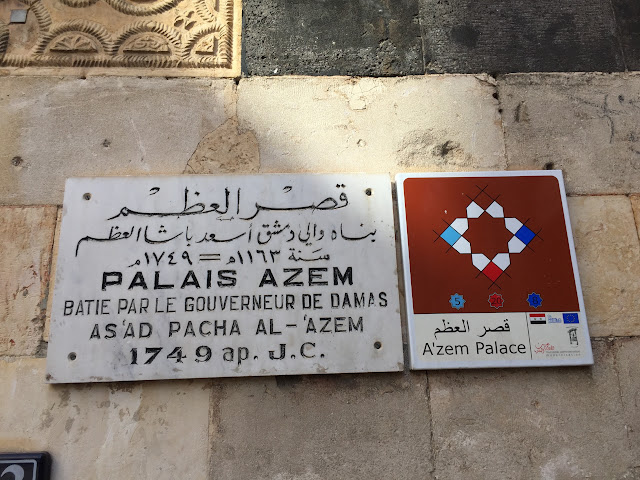 قصر العظم
بناه والي دمشق أسعد باشا العظم
سنة ١١٦٣هـ = ١٧٤٩م
PALAIS AZEM
BATIE PAR LE GOUVERNEUR DE DAMAS
AS'AD PACHA AL-'AZEM
1749 ap. J.C.
5
قصر العظم
A'zem Palace